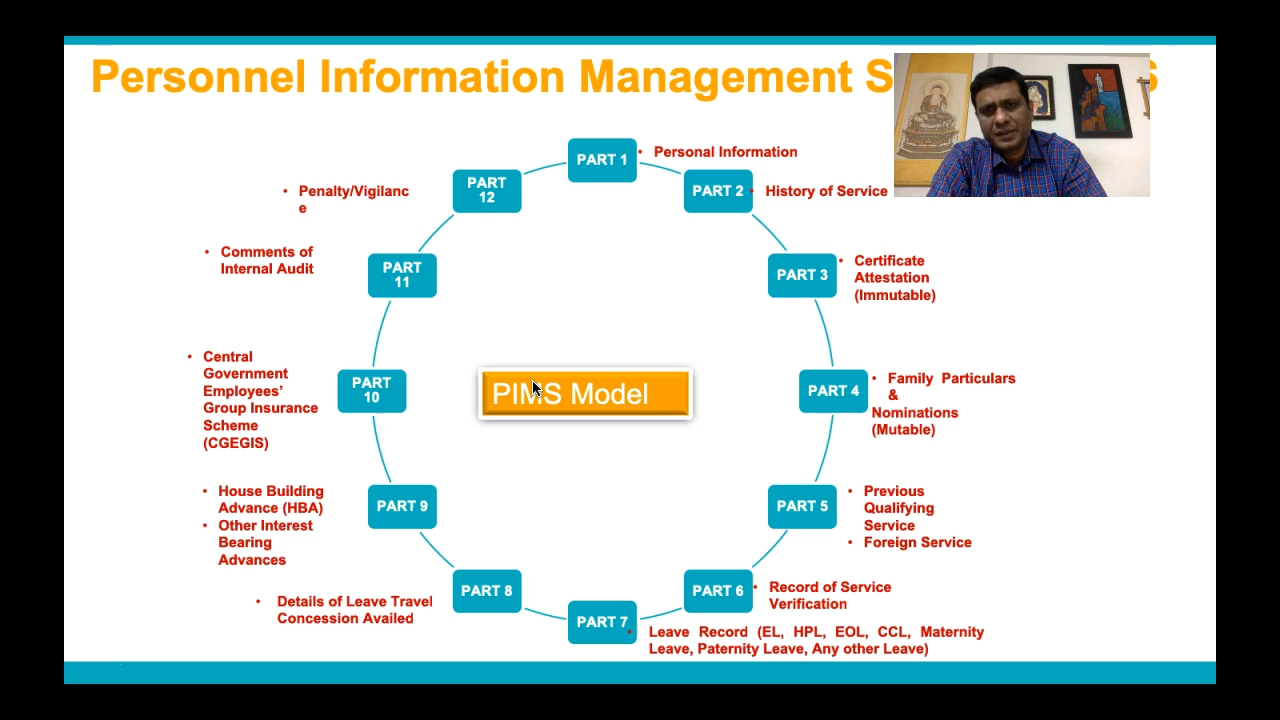 Personnel Information Management S S
PART 1
• Personal Information
PART 2
• History of Service
PART 3
• Certificate
Attestation
(Immutable)
PART 4
• Family Particulars
&
Nominations
(Mutable)
PART 5
• Previous
Qualifying
Service
• Foreign Service
PART 6
• Record of Service
Verification
PART 7
• Leave Record (EL, HPL, EOL, CCL, Maternity
Leave, Paternity Leave, Any other Leave)
PART 8
• Details of Leave Travel
Concession Availed
PART 9
• House Building
Advance (HBA)
• Other Interest
Bearing
Advances
PART
10
• Central
Government
Employees’
Group Insurance
Scheme
(CGEGIS)
PART
11
• Comments of
Internal Audit
PART
12
• Penalty/Vigilanc
e
PIMS Model